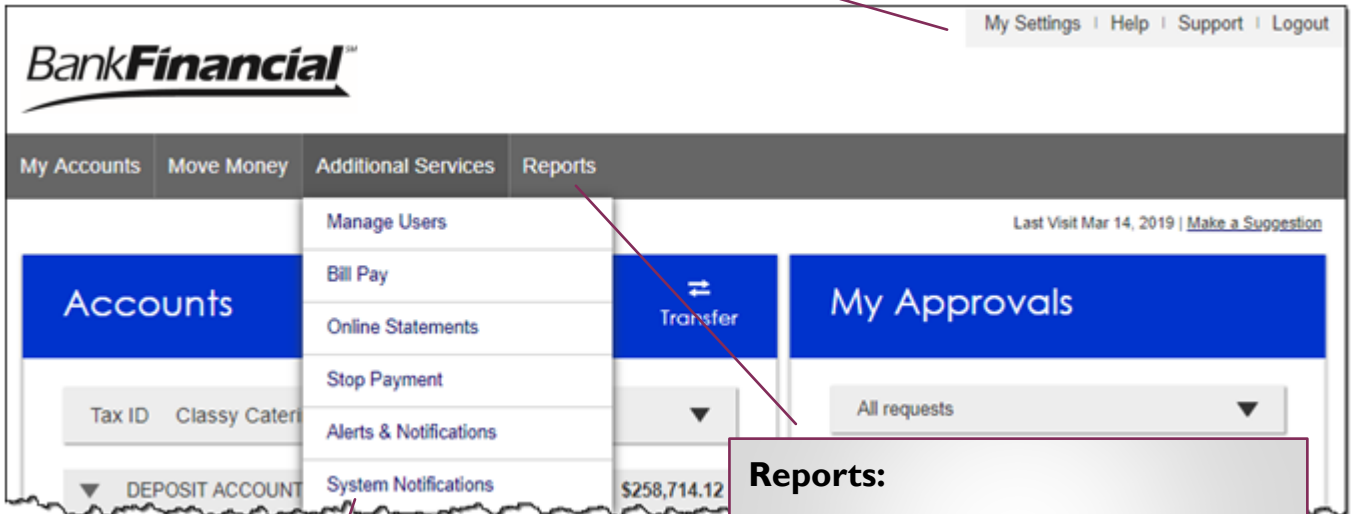 My Settings | Help | Support | Logout
BankFinancial℠
My Accounts Move Money Additional Services Reports
Last Visit Mar 14, 2019 | Make a Suggestion
Manage Users
Bill Pay
Online Statements
Stop Payment
Alerts & Notifications
System Notifications
Accounts
Transfer
My Approvals
Tax ID Classy Cateri
All requests
DEPOSIT ACCOUNT
$258,714.12
Reports: